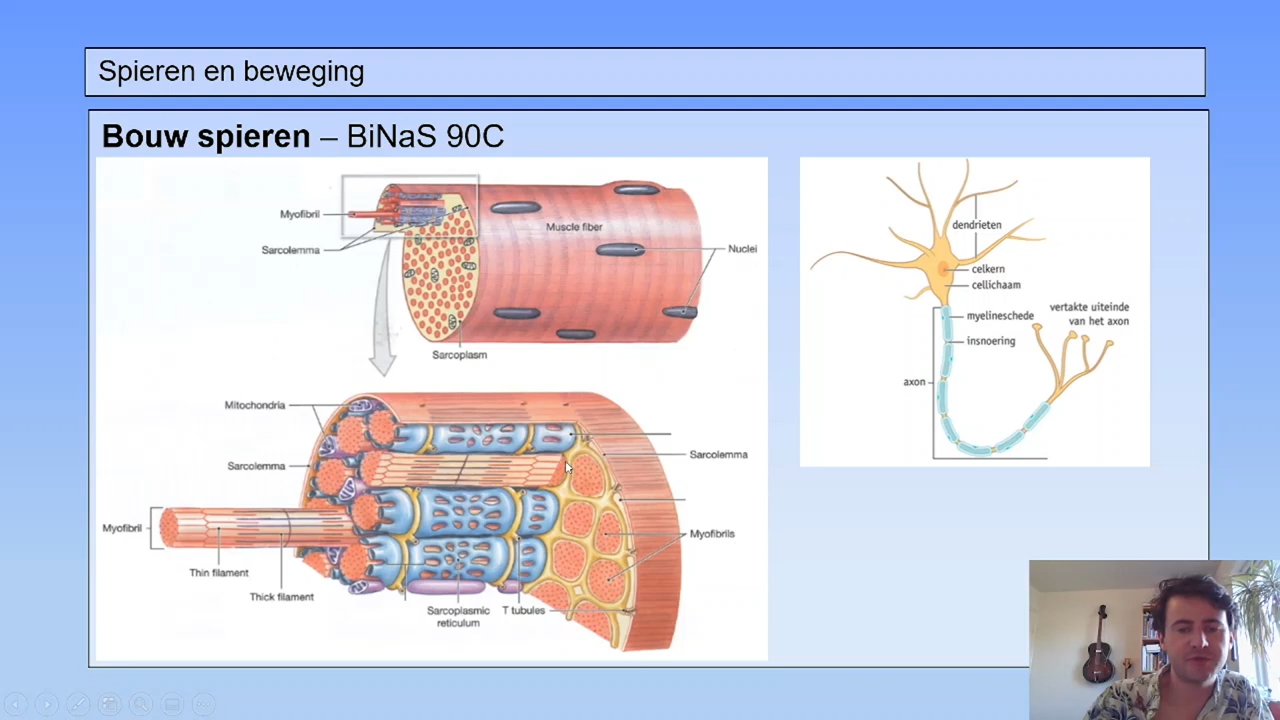 Spieren en beweging
Bouw spieren – BiNaS 90C
Myofibril
Sarcolemma
Muscle fiber
Nuclei
Sarcoplasm
Mitochondria
Sarcolemma
Sarcolemma
Myofibril
Myofibrils
Thin filament
Thick filament
Sarcoplasmic
reticulum
T tubules
dendrieten
celkern
cellichaam
myelineschede
insnoering
vertakte uiteinde
van het axon
axon